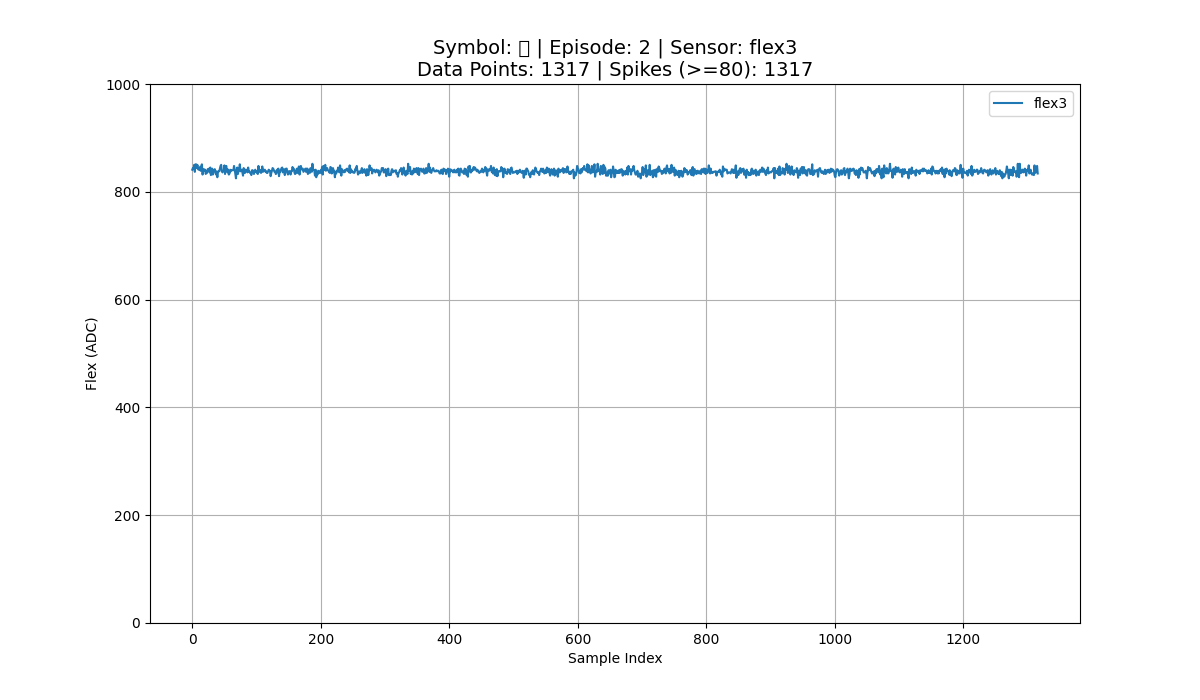 Symbol: | Episode: 2 | Sensor: flex3
Data Points: 1317 | Spikes (>=80): 1317
1000
800
600
400
200
0
Flex (ADC)
flex3
0 200 400 600 800 1000 1200
Sample Index